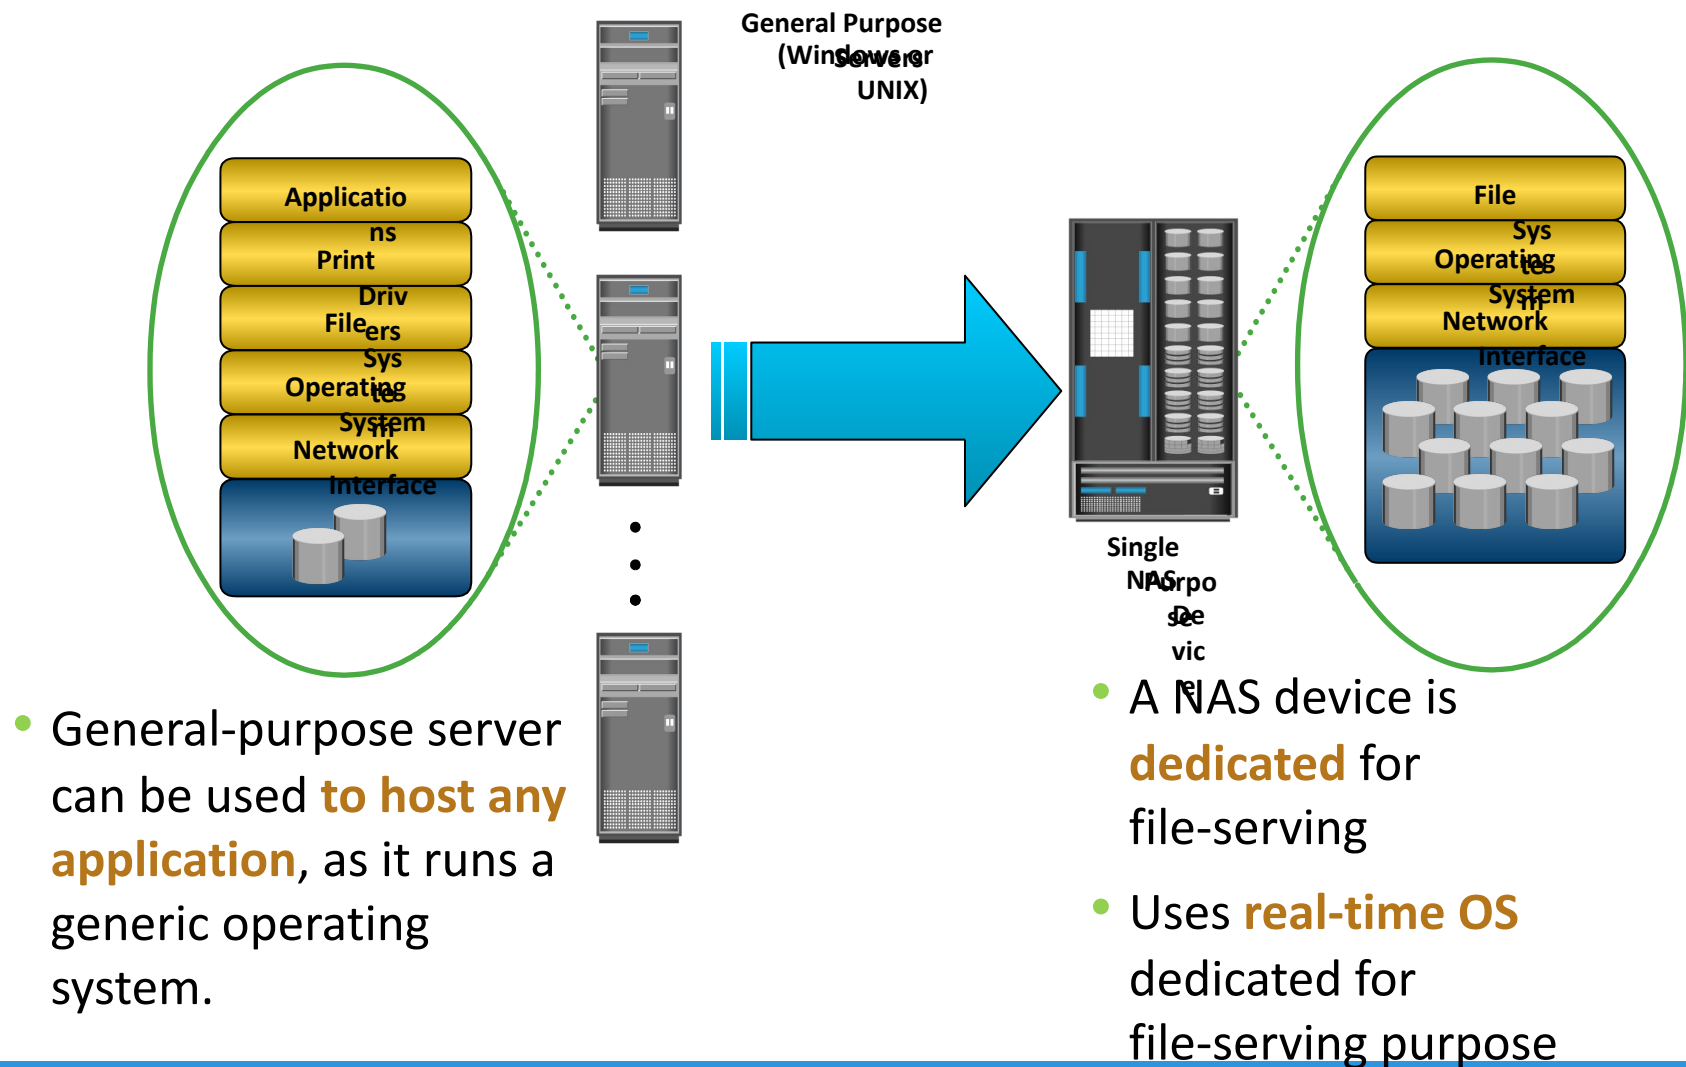 General Purpose
Servers
(Windows or
UNIX)
Applicatio
ns
Print
Driv
ers
File
Sys
te
m
Operating
System
Network
Interface
File
Sys
te
m
Operating
System
Network
Interface
Single
Purpo
se
NAS
De
vic
e
• General-purpose server
can be used to host any
application, as it runs a
generic operating
system.
• A NAS device is
dedicated for
file-serving
• Uses real-time OS
dedicated for
file-serving purpose